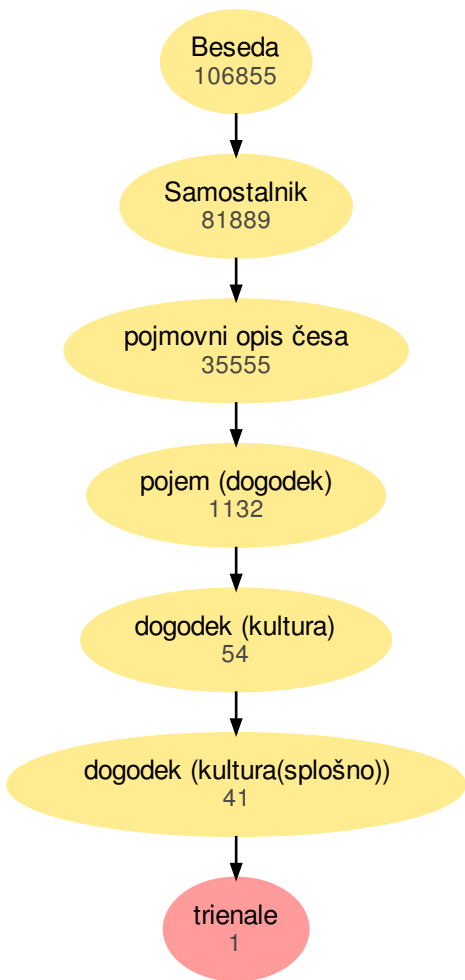 Beseda
106855
Samostalnik
81889
pojmovni opis česa
35555
pojem (dogodek)
1132
dogodek (kultura)
54
dogodek (kultura(splošno))
41
trienale
1